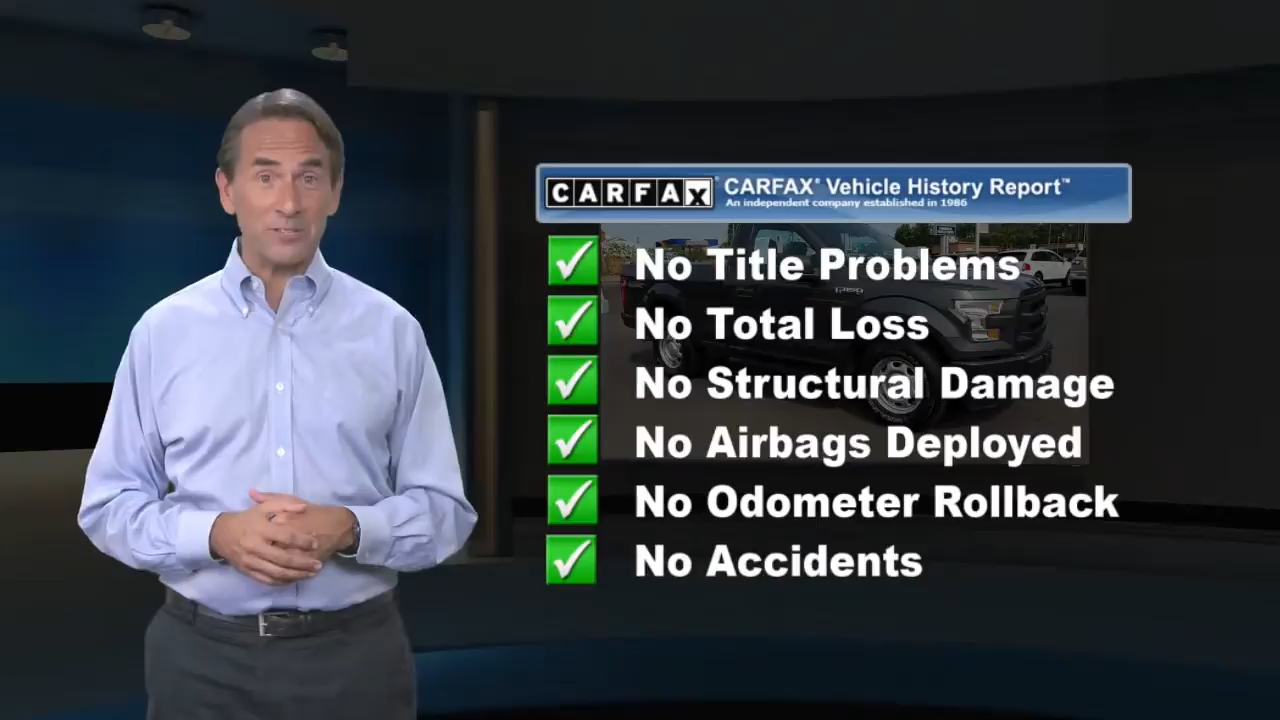 CARFAX® CARFAX® Vehicle History Report™
An independent company established in 1986
No Title Problems
No Total Loss
No Structural Damage
No Airbags Deployed
No Odometer Rollback
No Accidents
F150